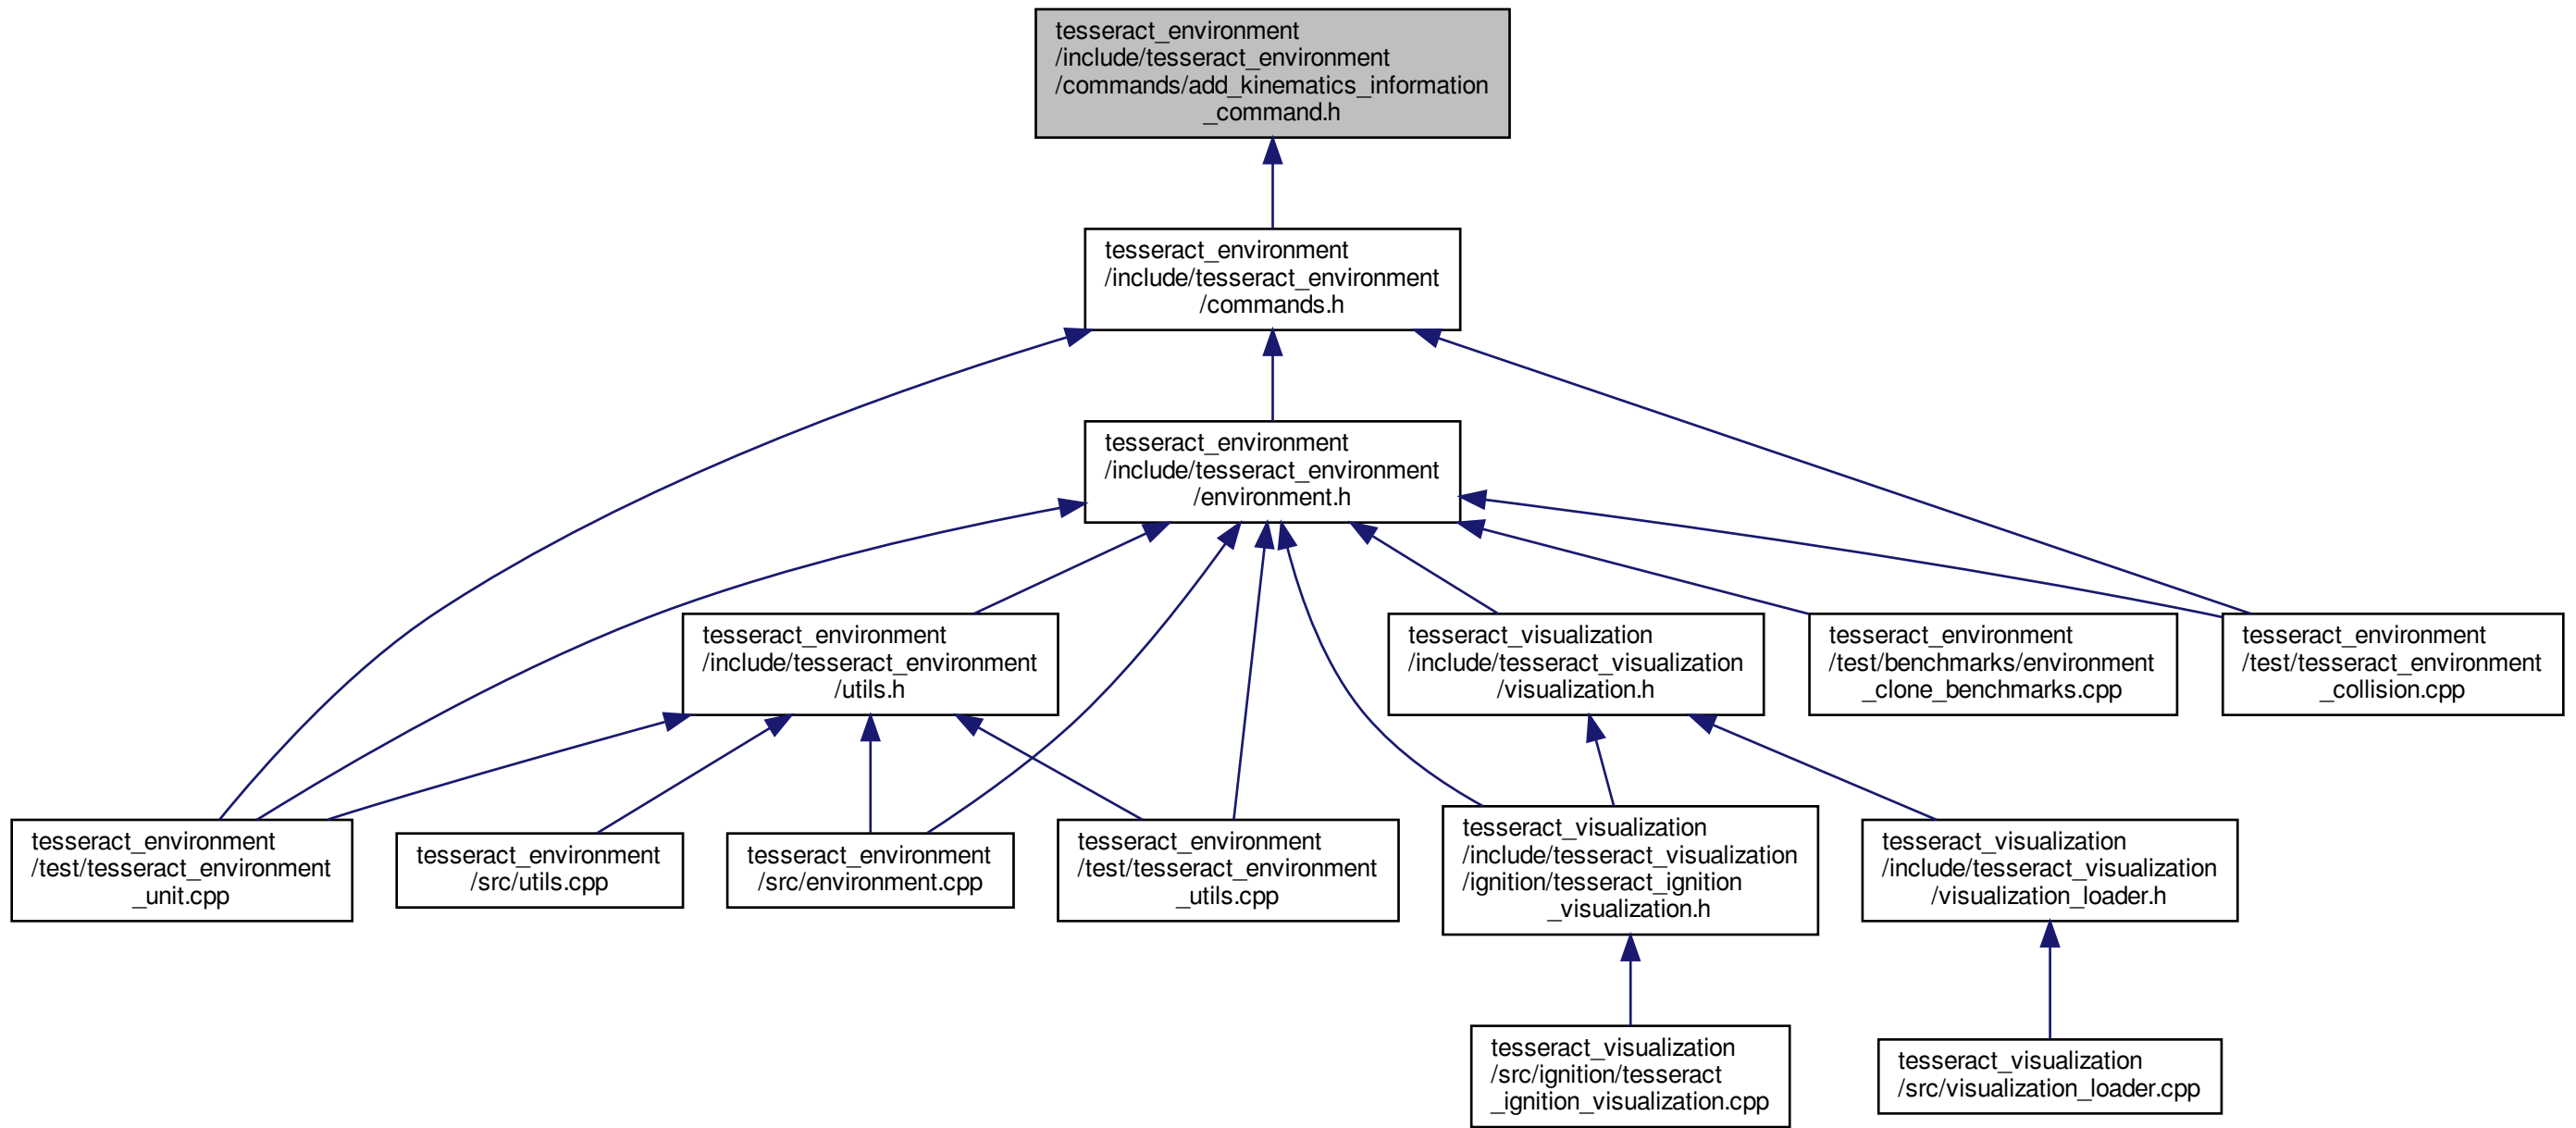 tesseract_environment
/include/tesseract_environment
/commands/add_kinematics_information
_command.h
tesseract_environment
/include/tesseract_environment
/commands.h
tesseract_environment
/include/tesseract_environment
/environment.h
tesseract_environment
/include/tesseract_environment
/utils.h
tesseract_visualization
/include/tesseract_visualization
/visualization.h
tesseract_environment
/test/benchmarks/environment
_clone_benchmarks.cpp
tesseract_environment
/test/tesseract_environment
_collision.cpp
tesseract_environment
/test/tesseract_environment
_unit.cpp
tesseract_environment
/src/utils.cpp
tesseract_environment
/src/environment.cpp
tesseract_environment
/test/tesseract_environment
_utils.cpp
tesseract_visualization
/include/tesseract_visualization
/ignition/tesseract_ignition
_visualization.h
tesseract_visualization
/include/tesseract_visualization
/visualization_loader.h
tesseract_visualization
/src/ignition/tesseract
_ignition_visualization.cpp
tesseract_visualization
/src/visualization_loader.cpp